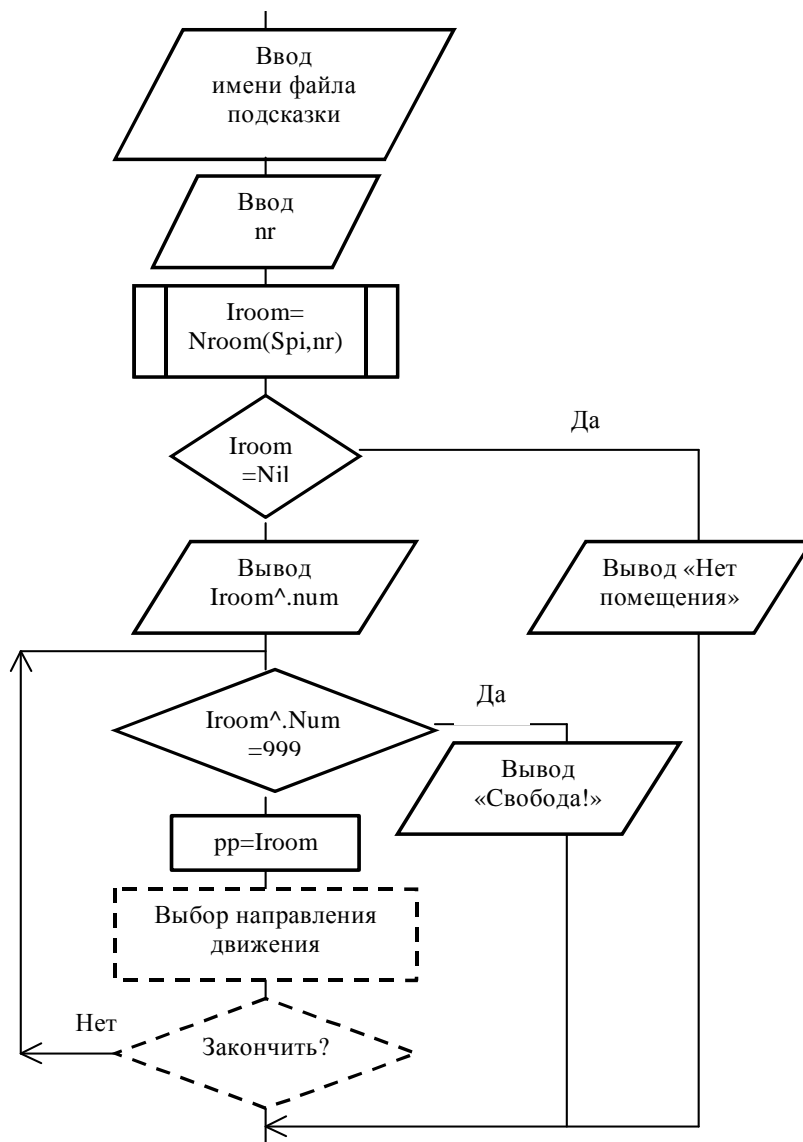 Ввод
имени файла
подсказки
Ввод
nr
Iroom=
Nroom(Spi,nr)
Да
Iroom
=Nil
Вывод
Iroom^.num
Вывод «Нет
помещения»
Да
Iroom^.Num
=999
Вывод
«Свобода!»
pp=Iroom
Выбор направления
движения
Нет
Закончить?